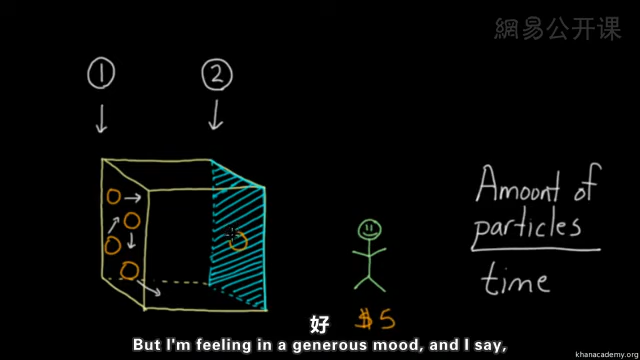 網易公开课
1
2
Amount of
particles
time
$5
好
But I'm feeling in a generous mood, and I say,
khanacademy.org